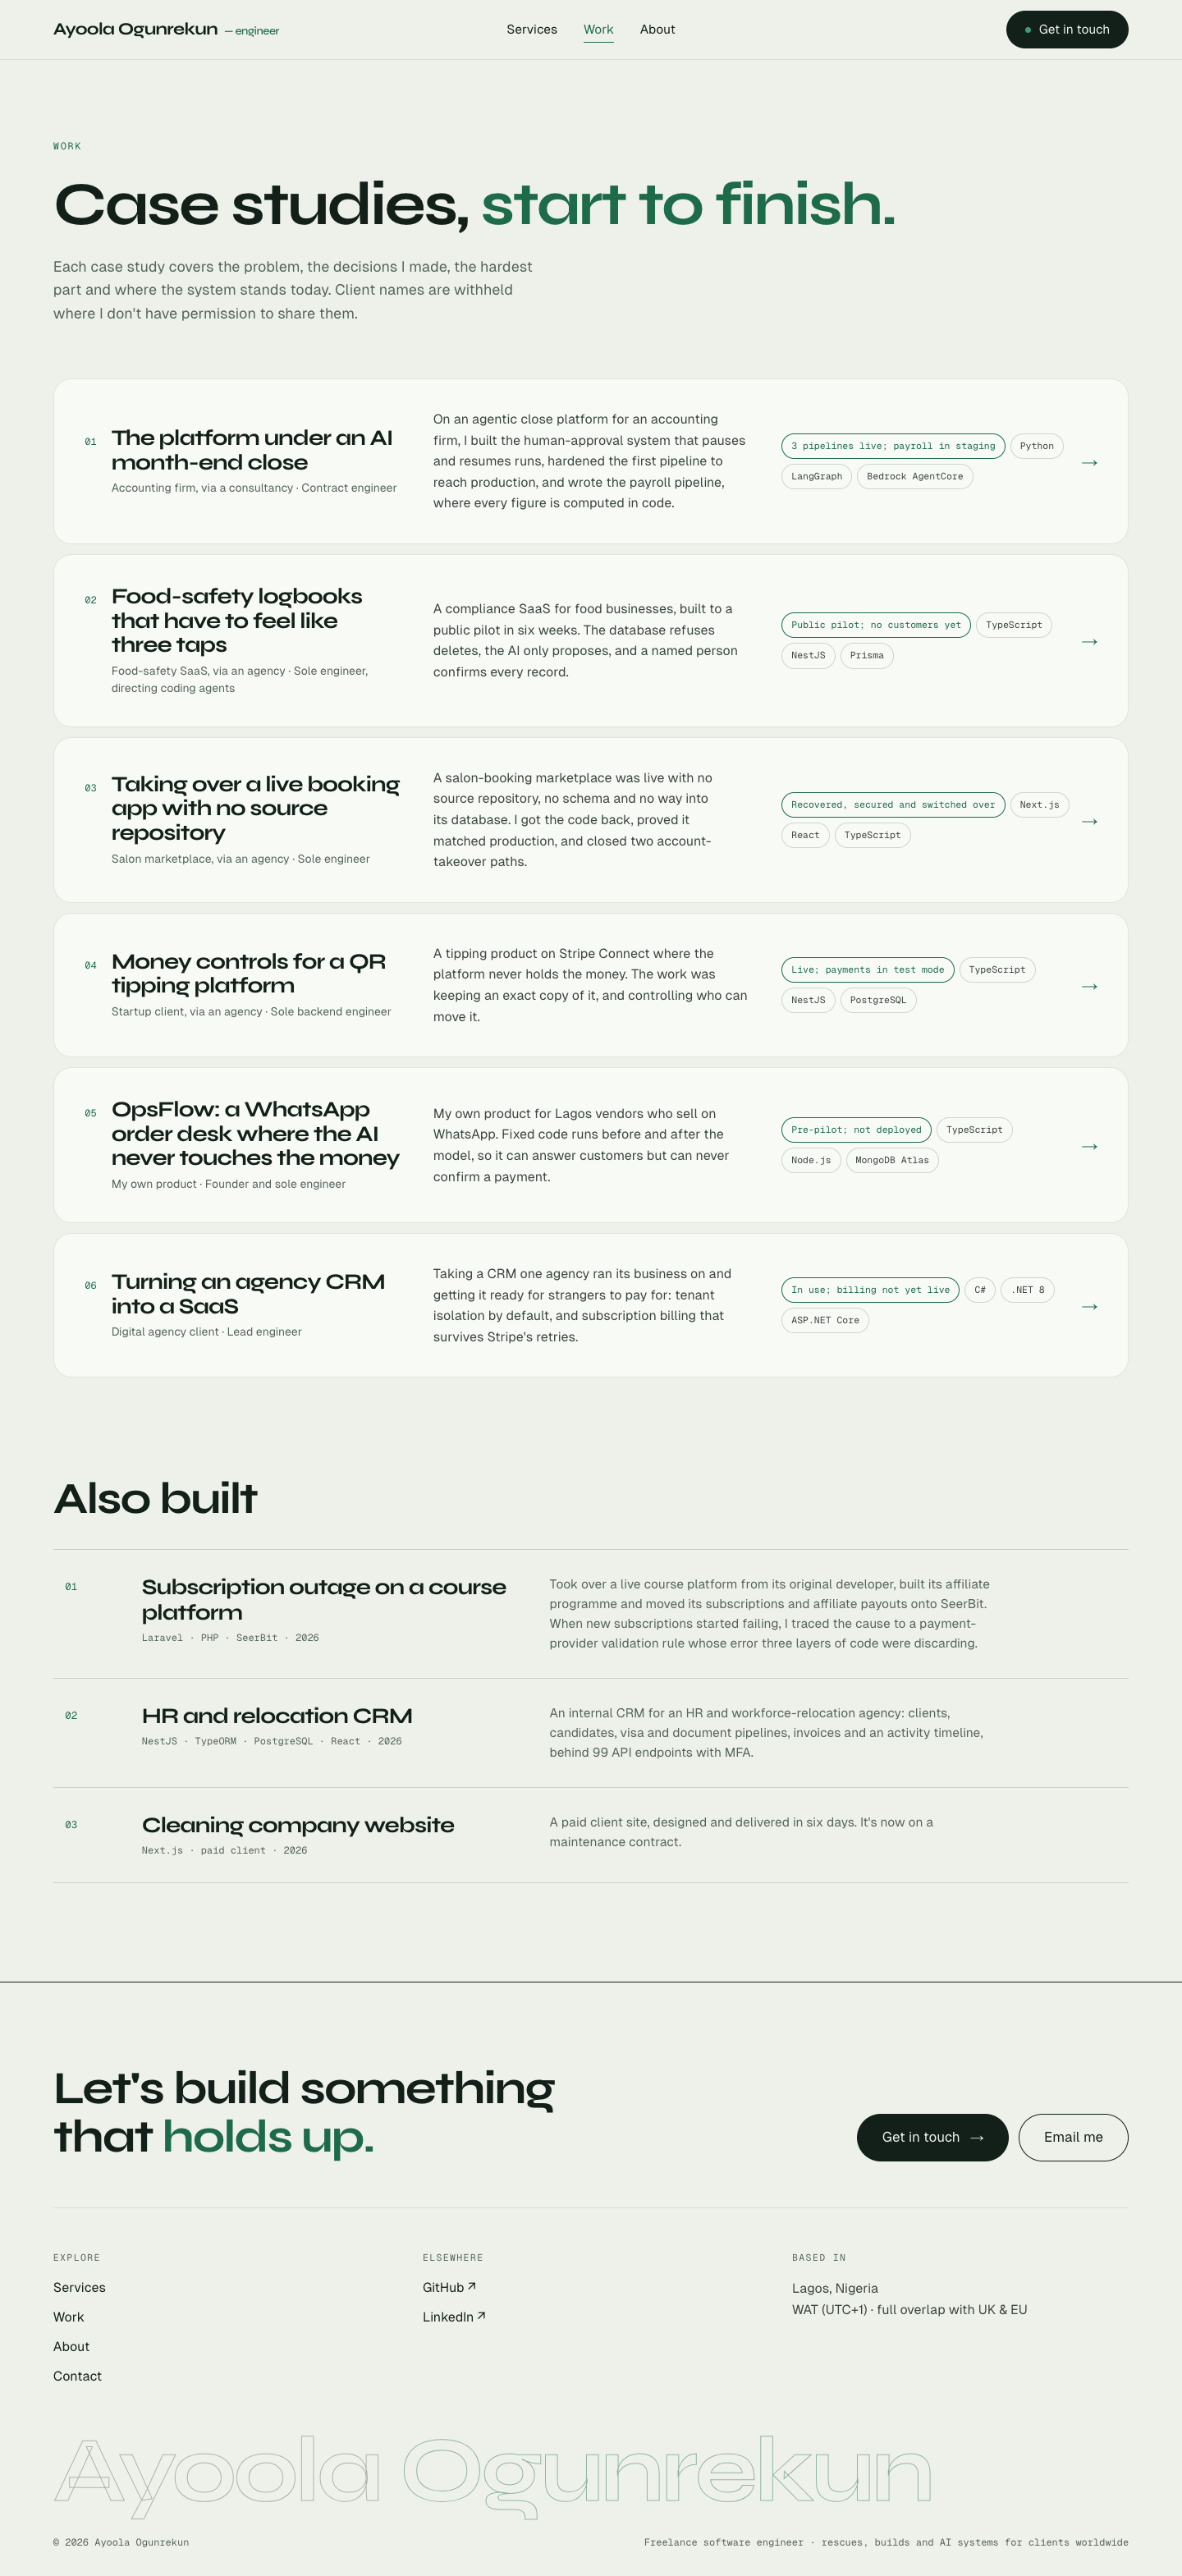 Ayoola Ogunrekun — engineer
Services Work About
Get in touch
WORK
Case studies, start to finish.
Each case study covers the problem, the decisions I made, the hardest
part and where the system stands today. Client names are withheld
where I don't have permission to share them.
01
The platform under an AI
month-end close
Accounting firm, via a consultancy · Contract engineer
On an agentic close platform for an accounting
firm, I built the human-approval system that pauses
and resumes runs, hardened the first pipeline to
reach production, and wrote the payroll pipeline,
where every figure is computed in code.
3 pipelines live; payroll in staging Python
LangGraph Bedrock AgentCore
→
02
Food-safety logbooks
that have to feel like
three taps
Food-safety SaaS, via an agency · Sole engineer,
directing coding agents
A compliance SaaS for food businesses, built to a
public pilot in six weeks. The database refuses
deletes, the AI only proposes, and a named person
confirms every record.
Public pilot; no customers yet TypeScript
NestJS Prisma
→
03
Taking over a live booking
app with no source
repository
Salon marketplace, via an agency · Sole engineer
A salon-booking marketplace was live with no
source repository, no schema and no way into
its database. I got the code back, proved it
matched production, and closed two account-
takeover paths.
Recovered, secured and switched over Next.js
React TypeScript
→
04
Money controls for a QR
tipping platform
Startup client, via an agency · Sole backend engineer
A tipping product on Stripe Connect where the
platform never holds the money. The work was
keeping an exact copy of it, and controlling who can
move it.
Live; payments in test mode TypeScript
NestJS PostgreSQL
→
05
OpsFlow: a WhatsApp
order desk where the AI
never touches the money
My own product · Founder and sole engineer
My own product for Lagos vendors who sell on
WhatsApp. Fixed code runs before and after the
model, so it can answer customers but can never
confirm a payment.
Pre-pilot; not deployed TypeScript
Node.js MongoDB Atlas
→
06
Turning an agency CRM
into a SaaS
Digital agency client · Lead engineer
Taking a CRM one agency ran its business on and
getting it ready for strangers to pay for: tenant
isolation by default, and subscription billing that
survives Stripe's retries.
In use; billing not yet live C# .NET 8
ASP.NET Core
→
Also built
01
Subscription outage on a course
platform
Laravel · PHP · SeerBit · 2026
Took over a live course platform from its original developer, built its affiliate
programme and moved its subscriptions and affiliate payouts onto SeerBit.
When new subscriptions started failing, I traced the cause to a payment-
provider validation rule whose error three layers of code were discarding.
02
HR and relocation CRM
NestJS · TypeORM · PostgreSQL · React · 2026
An internal CRM for an HR and workforce-relocation agency: clients,
candidates, visa and document pipelines, invoices and an activity timeline,
behind 99 API endpoints with MFA.
03
Cleaning company website
Next.js · paid client · 2026
A paid client site, designed and delivered in six days. It's now on a
maintenance contract.
Let's build something
that holds up.
Get in touch →
Email me
EXPLORE
Services
Work
About
Contact
ELSEWHERE
GitHub ↗
LinkedIn ↗
BASED IN
Lagos, Nigeria
WAT (UTC+1) · full overlap with UK & EU
Ayoola Ogunrekun
© 2026 Ayoola Ogunrekun
Freelance software engineer · rescues, builds and AI systems for clients worldwide